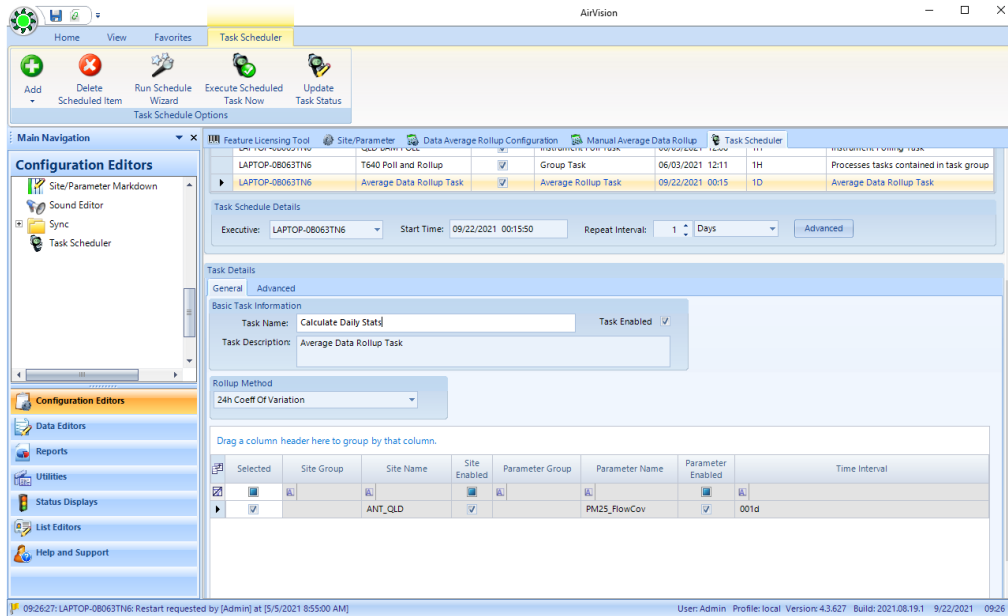 AirVision
Home View Favorites Task Scheduler
Add
Delete Scheduled Item
Run Schedule Wizard
Execute Scheduled Task Now
Update Task Status
Task Schedule Options
Main Navigation
Configuration Editors
Site/Parameter Markdown
Sound Editor
Sync
Task Scheduler
Configuration Editors
Data Editors
Reports
Utilities
Status Displays
List Editors
Help and Support
Feature Licensing Tool Site/Parameter Data Average Rollup Configuration Manual Average Data Rollup Task Scheduler
LAPTOP-0B063TN6 T640 Poll and Rollup Group Task 06/03/2021 12:11 1H Processes tasks contained in task group
LAPTOP-0B063TN6 Average Data Rollup Task Average Rollup Task 09/22/2021 00:15 1D Average Data Rollup Task
Task Schedule Details
Executive: LAPTOP-0B063TN6 Start Time: 09/22/2021 00:15:50 Repeat Interval: 1 Days Advanced
Task Details
General Advanced
Basic Task Information
Task Name: Calculate Daily Stats Task Enabled
Task Description: Average Data Rollup Task
Rollup Method
24h Coeff Of Variation
Drag a column header here to group by that column.
Selected Site Group Site Name Site Enabled Parameter Group Parameter Name Parameter Enabled Time Interval
ANT_QLD PM25_FlowCov 001d
09:26:27: LAPTOP-0B063TN6: Restart requested by [Admin] at [5/5/2021 8:55:00 AM] User: Admin Profile: local Version: 4.3.627 Build: 2021.08.19.1 9/22/2021 09:26